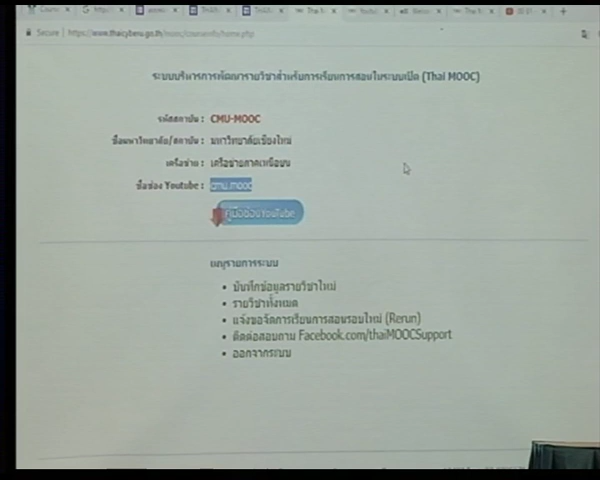 Secure | https://www.thaicyberu.go.th/
ระบบบริหารการพัฒนารายวิชาสำหรับการเรียนการสอนในระบบเปิด (Thai MOOC)
รหัสสถาบัน : CMU-MOOC
ชื่อมหาวิทยาลัย/สถาบัน : มหาวิทยาลัยเชียงใหม่
เครือข่าย : เครือข่ายภาคเหนือบน
ชื่อช่อง Youtube : cmu.mooc
คู่มือช่อง YouTube
เมนูรายการระบบ
• บันทึกข้อมูลรายวิชาใหม่
• รายวิชาทั้งหมด
• แจ้งขอจัดการเรียนการสอนรอบใหม่ (Rerun)
• ติดต่อสอบถาม Facebook.com/thaiMOOCSupport
• ออกจากระบบ